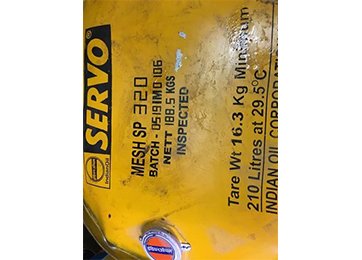 SERVO
MESH SP 320
BATCH - 05191M0106
NETT 188.5 KGS
INSPECTED
Tare Wt 16.3 Kg Minimum
210 Litres at 29.5°C
INDIAN OIL CORPORATIO